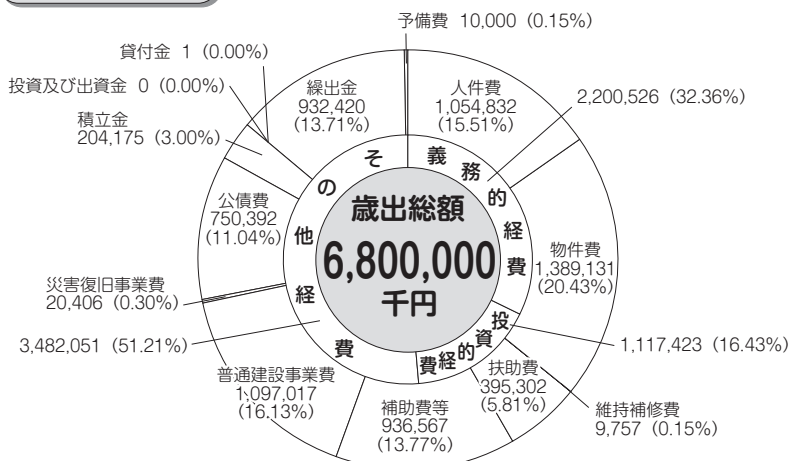 予備費 10,000 (0.15%)
貸付金 1 (0.00%)
投資及び出資金 0 (0.00%)
積立金
204,175 (3.00%)
繰出金
932,420
(13.71%)
人件費
1,054,832
(15.51%)
2,200,526 (32.36%)
公債費
750,392
(11.04%)
物件費
1,389,131
(20.43%)
義務的経費
その他経費
歳出総額
6,800,000
千円
災害復旧事業費
20,406 (0.30%)
3,482,051 (51.21%)
投資的経費
1,117,423 (16.43%)
普通建設事業費
1,097,017
(16.13%)
補助費等
936,567
(13.77%)
扶助費
395,302
(5.81%)
維持補修費
9,757 (0.15%)